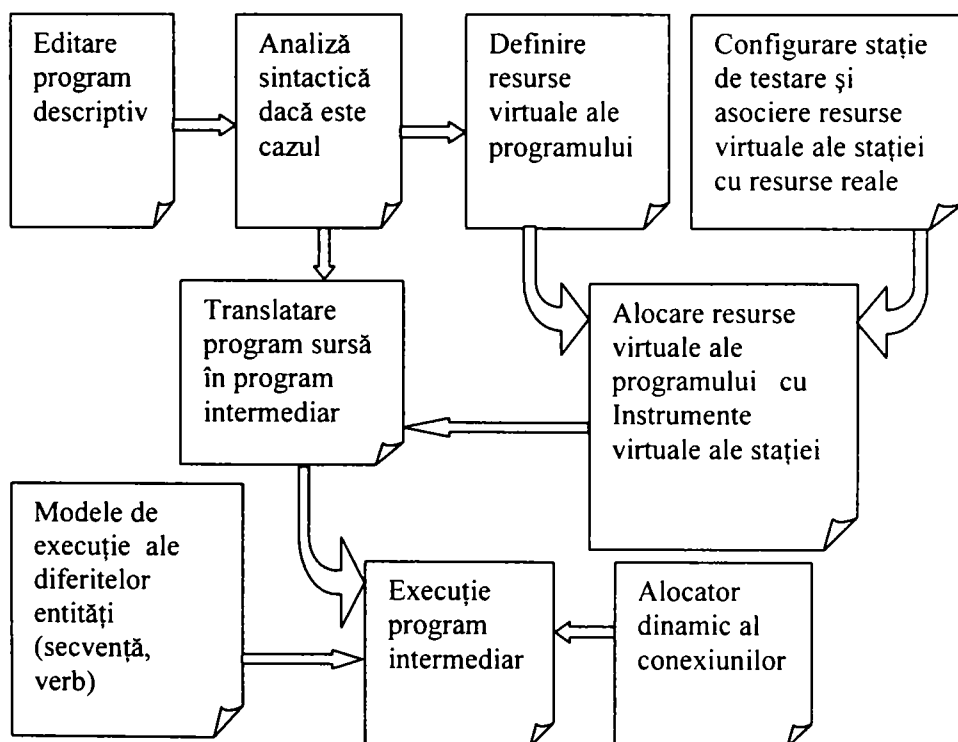 Editare
program
descriptiv
Analiză
sintactică
dacă este
cazul
Definire
resurse
virtuale ale
programului
Configurare stație
de testare și
asociere resurse
virtuale ale stației
cu resurse reale
Translatare
program sursă
în program
intermediar
Alocare resurse
virtuale ale
programului cu
Instrumente
virtuale ale stației
Modele de
execuție ale
diferitelor
entități
(secvență,
verb)
Execuție
program
intermediar
Alocator
dinamic al
conexiunilor